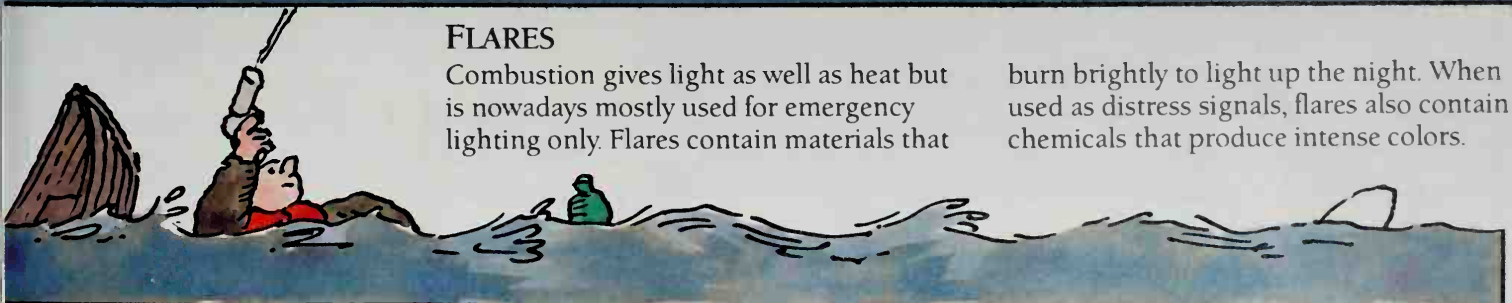 FLARES
Combustion gives light as well as heat but
is nowadays mostly used for emergency
lighting only. Flares contain materials that
burn brightly to light up the night. When
used as distress signals, flares also contain
chemicals that produce intense colors.